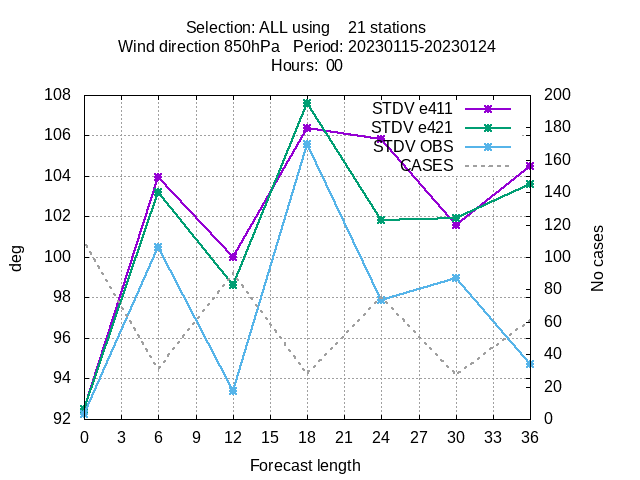 Selection: ALL using    21 stations
Wind direction 850hPa   Period: 20230115-20230124
Hours:  00
STDV e411
STDV e421
STDV OBS
CASES
108
106
104
102
100
98
96
94
92
deg
200
180
160
140
120
100
80
60
40
20
0
No cases
0 3 6 9 12 15 18 21 24 27 30 33 36
Forecast length